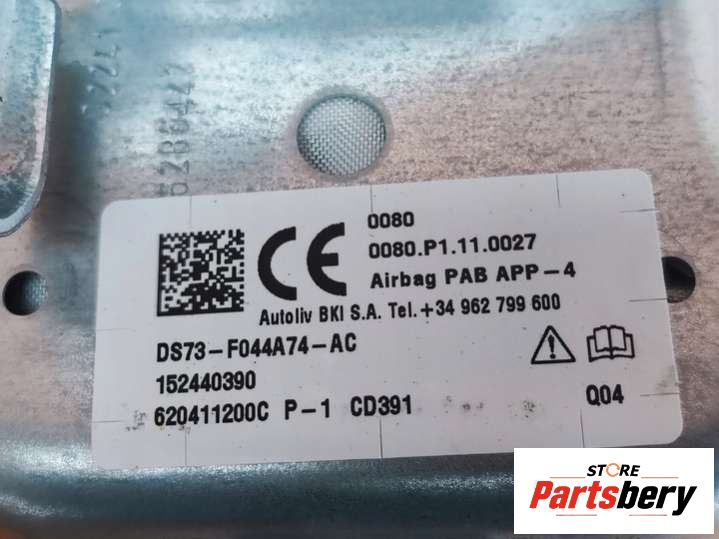 0080
0080.P1.11.0027
Airbag PAB APP-4
Autoliv BKI S.A. Tel.+34 962 799 600
DS73-F044A74-AC
152440390
620411200C P-1 CD391
Q04
STORE
Partsbery